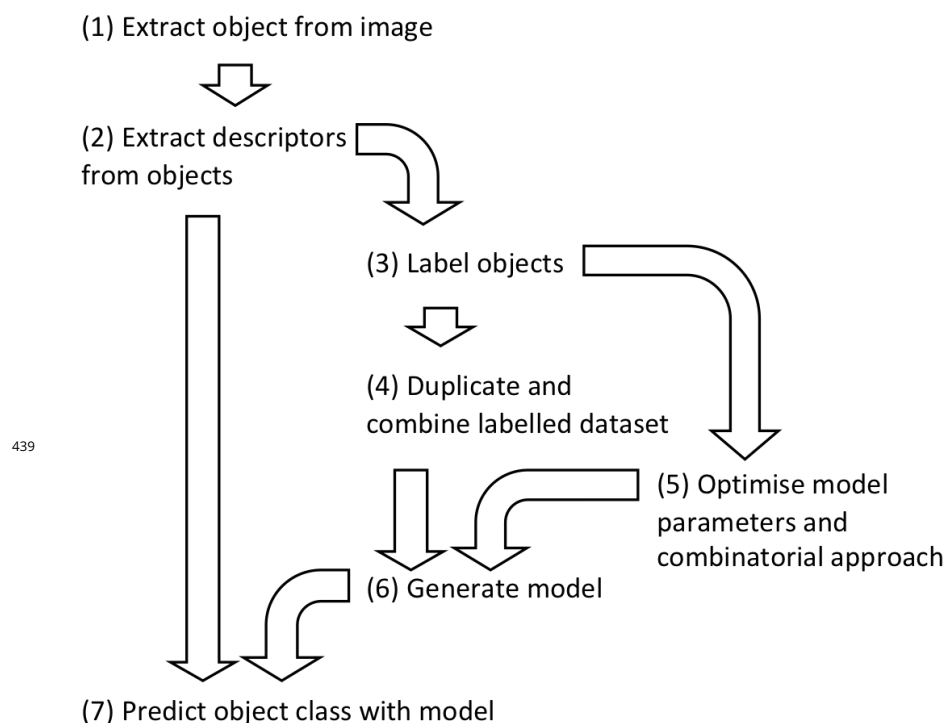 (1) Extract object from image
(2) Extract descriptors
from objects
(3) Label objects
(4) Duplicate and
combine labelled dataset
439
(5) Optimise model
parameters and
combinatorial approach
(6) Generate model
(7) Predict object class with model